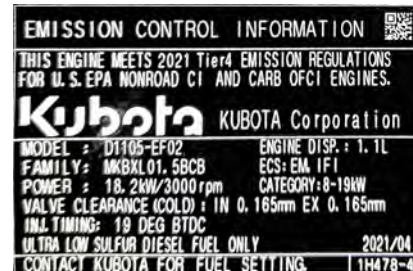 EMISSION CONTROL INFORMATION
THIS ENGINE MEETS 2021 Tier4 EMISSION REGULATIONS
FOR U.S.EPA NONROAD CI AND CARB OFCI ENGINES.
Kubota KUBOTA Corporation
MODEL : D1105-EF02 ENGINE DISP.: 1.1L
FAMILY: MKBXL01.5BCB ECS: EM, IFI
POWER : 18.2kW/3000rpm CATEGORY:8-19kW
VALVE CLEARANCE (COLD) : IN 0.165mm EX 0.165mm
INJ.TIMING: 19 DEG BTDC
ULTRA LOW SULFUR DIESEL FUEL ONLY 2021/04
CONTACT KUBOTA FOR FUEL SETTING. 1H478-4